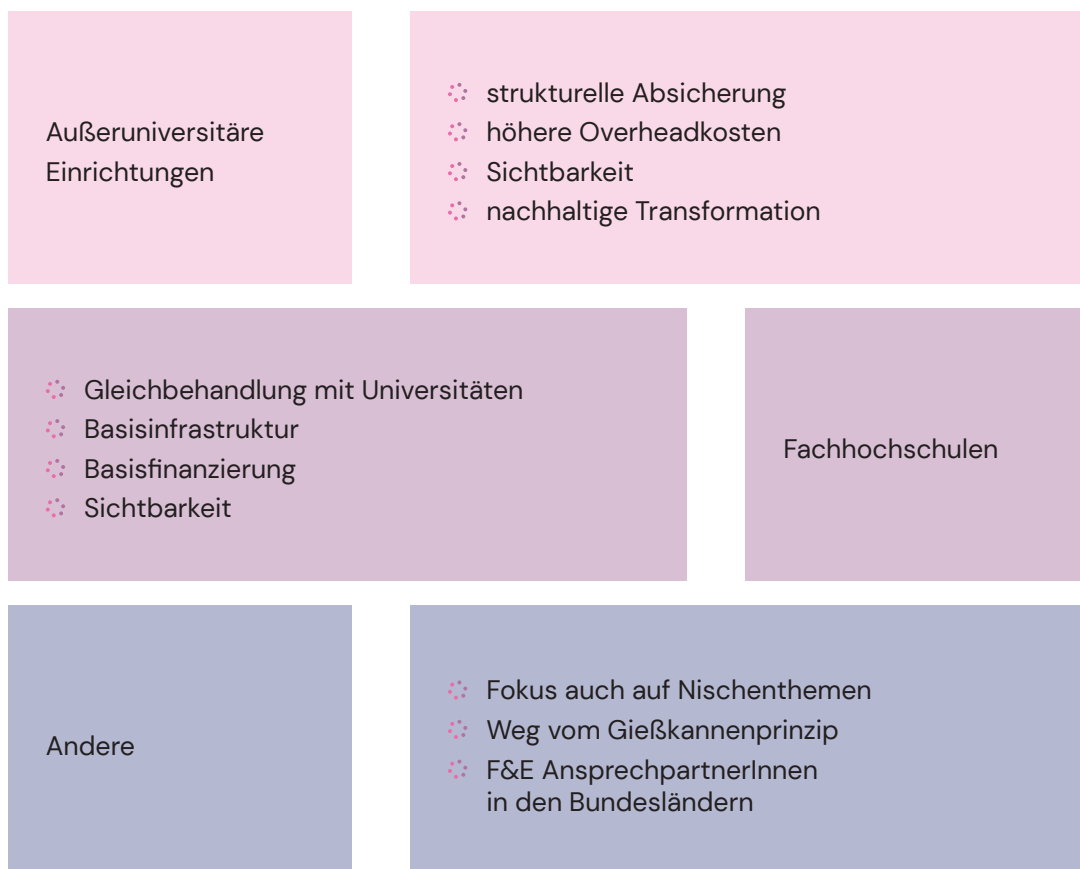 Außeruniversitäre
Einrichtungen
strukturelle Absicherung
höhere Overheadkosten
Sichtbarkeit
nachhaltige Transformation
Gleichbehandlung mit Universitäten
Basisinfrastruktur
Basisfinanzierung
Sichtbarkeit
Fachhochschulen
Andere
Fokus auch auf Nischenthemen
Weg vom Gießkannenprinzip
F&E AnsprechpartnerInnen
in den Bundesländern